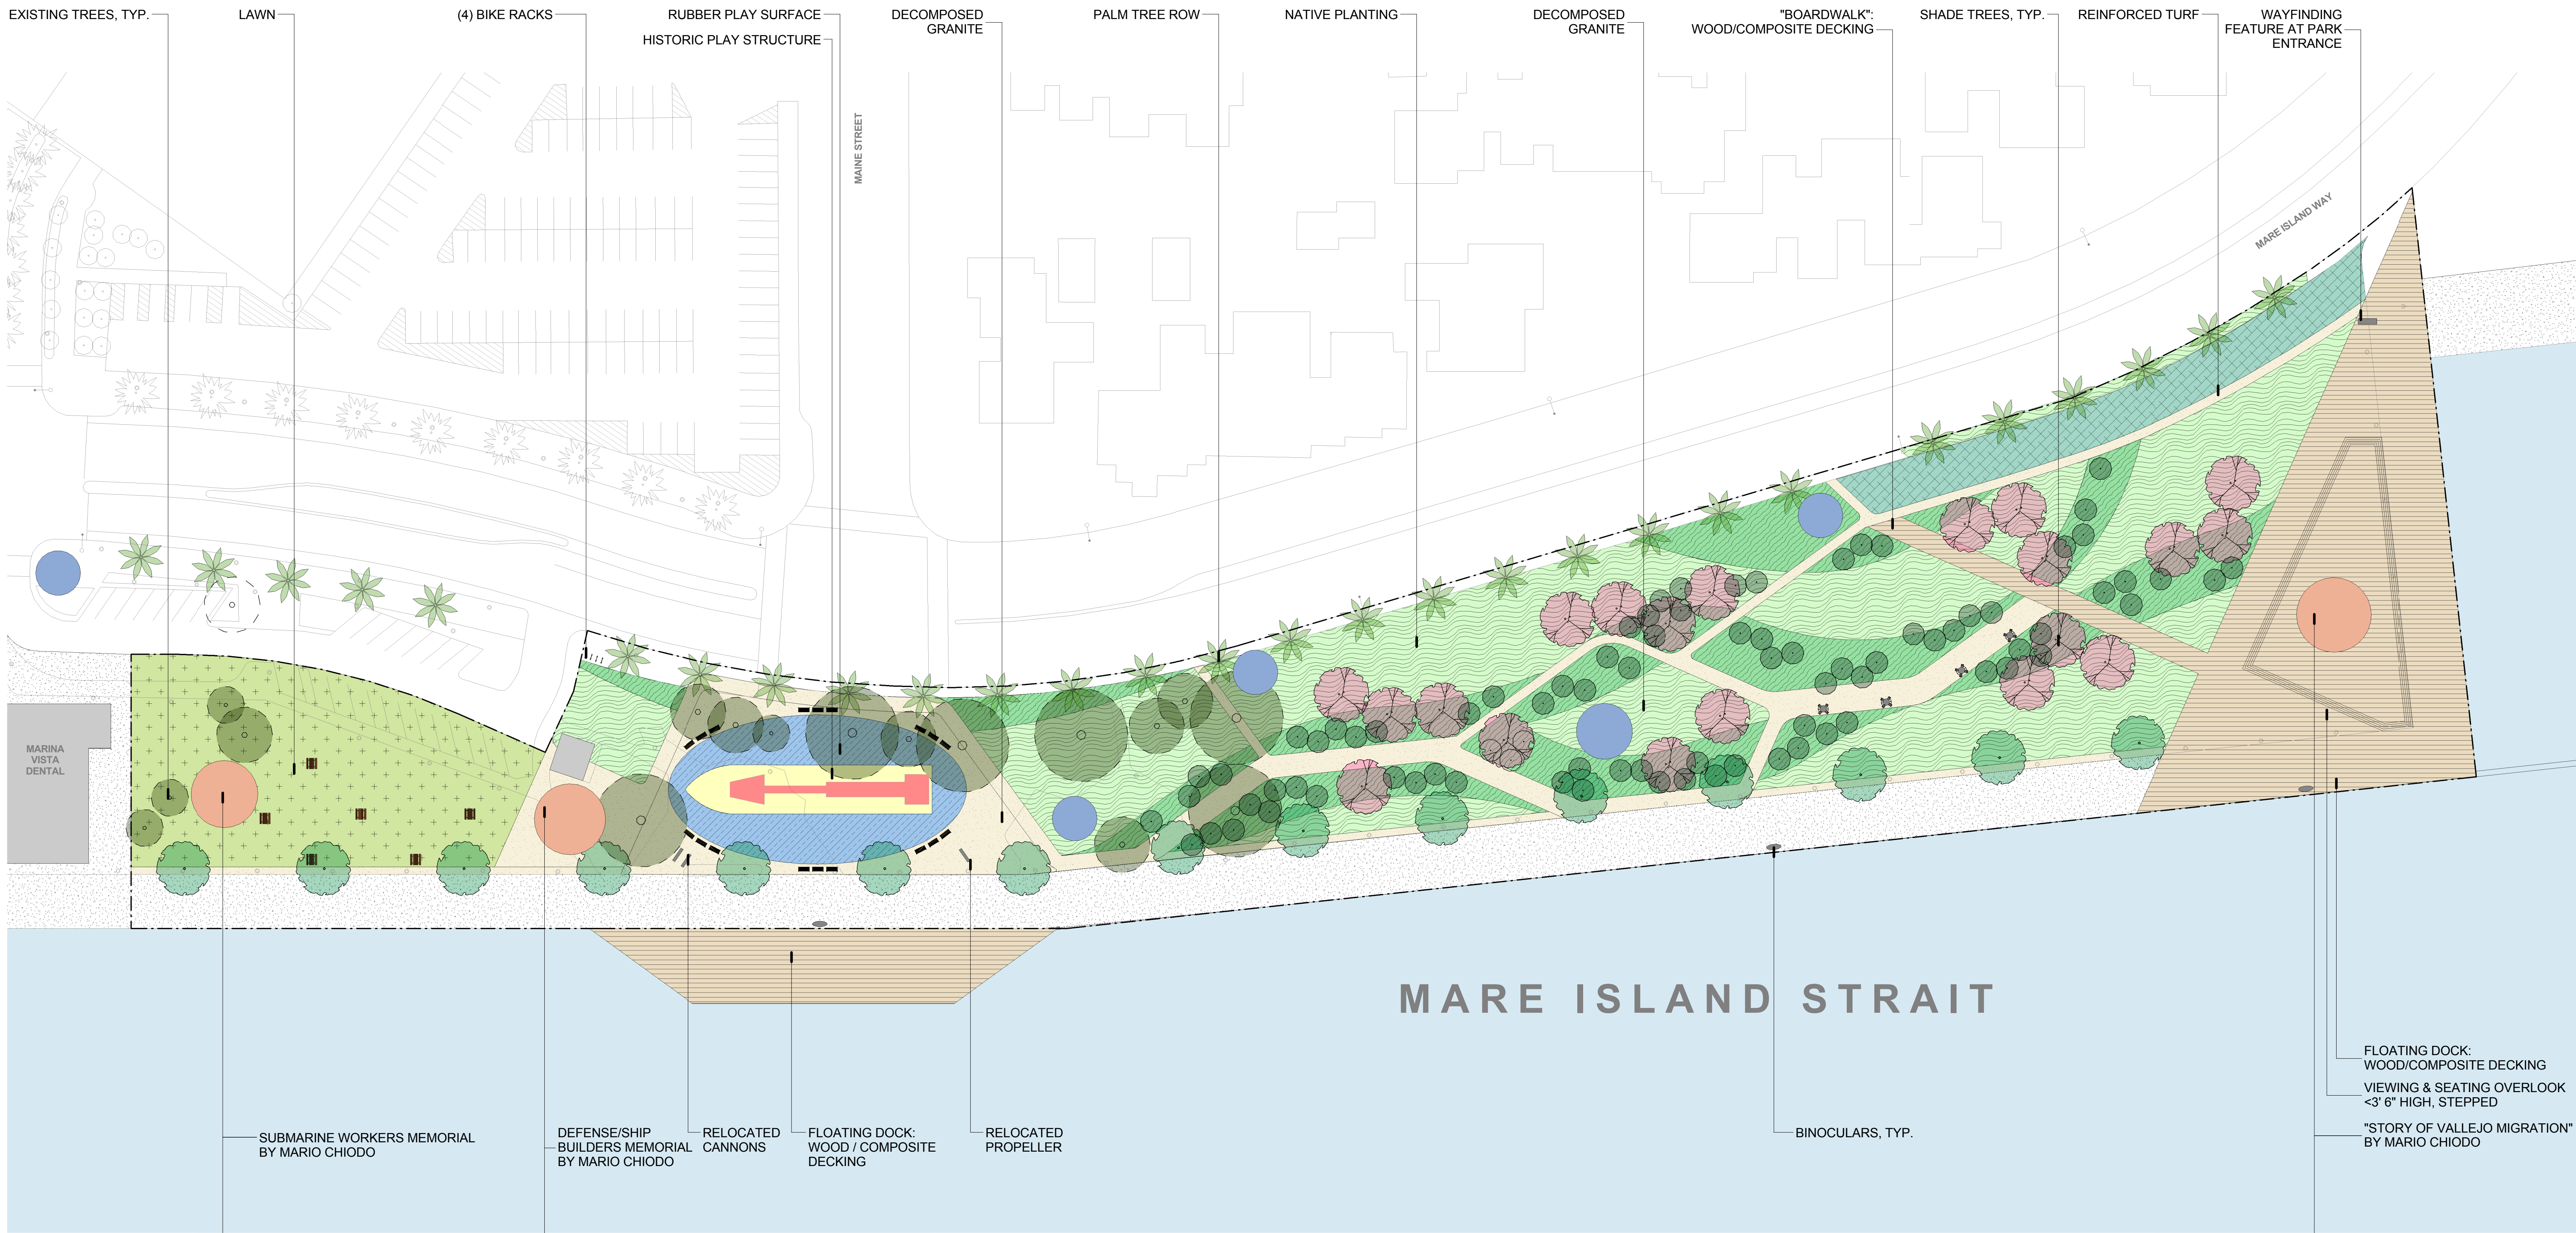 EXISTING TREES, TYP.
LAWN
(4) BIKE RACKS
RUBBER PLAY SURFACE
HISTORIC PLAY STRUCTURE
DECOMPOSED
GRANITE
PALM TREE ROW
NATIVE PLANTING
DECOMPOSED
GRANITE
"BOARDWALK":
WOOD/COMPOSITE DECKING
SHADE TREES, TYP.
REINFORCED TURF
WAYFINDING
FEATURE AT PARK
ENTRANCE
MAINE STREET
MARE ISLAND WAY
MARINA
VISTA
DENTAL
MARE ISLAND STRAIT
SUBMARINE WORKERS MEMORIAL
BY MARIO CHIODO
DEFENSE/SHIP
BUILDERS MEMORIAL
BY MARIO CHIODO
RELOCATED
CANNONS
FLOATING DOCK:
WOOD / COMPOSITE
DECKING
RELOCATED
PROPELLER
BINOCULARS, TYP.
FLOATING DOCK:
WOOD/COMPOSITE DECKING
VIEWING & SEATING OVERLOOK
<3' 6" HIGH, STEPPED
"STORY OF VALLEJO MIGRATION"
BY MARIO CHIODO